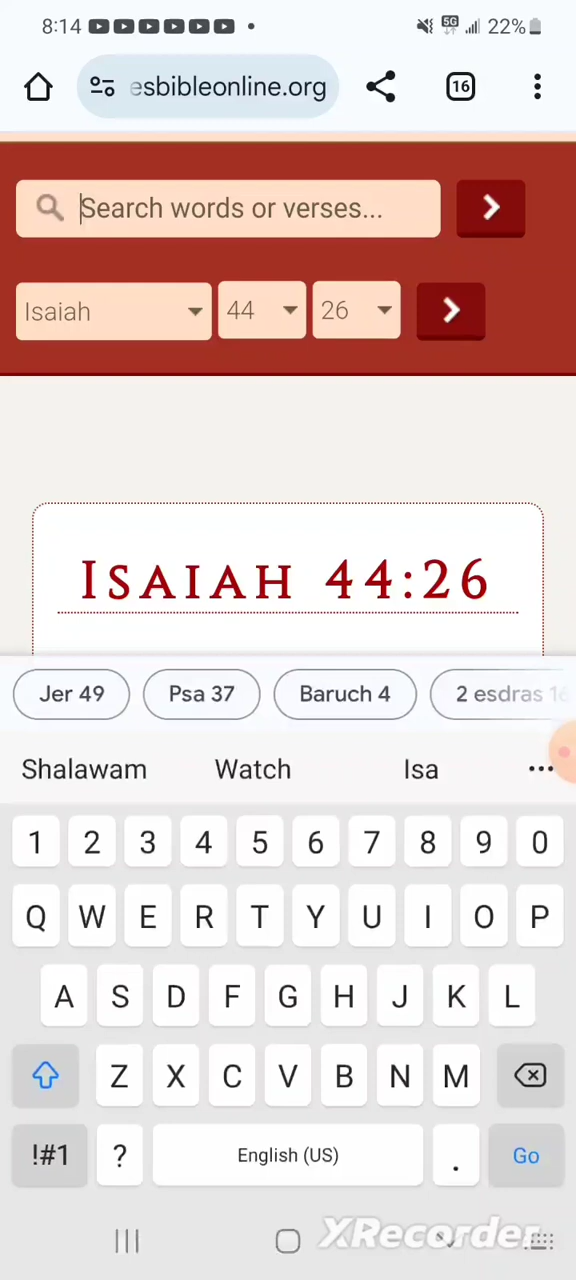 8:14 22%
esbibleonline.org 16
Search words or verses...
Isaiah 44 26
Isaiah 44:26
Jer 49 Psa 37 Baruch 4 2 esdras 16
Shalawam Watch Isa ...
1 2 3 4 5 6 7 8 9 0
Q W E R T Y U I O P
A S D F G H J K L
Z X C V B N M
!#1 ? English (US) . Go
XRecorder